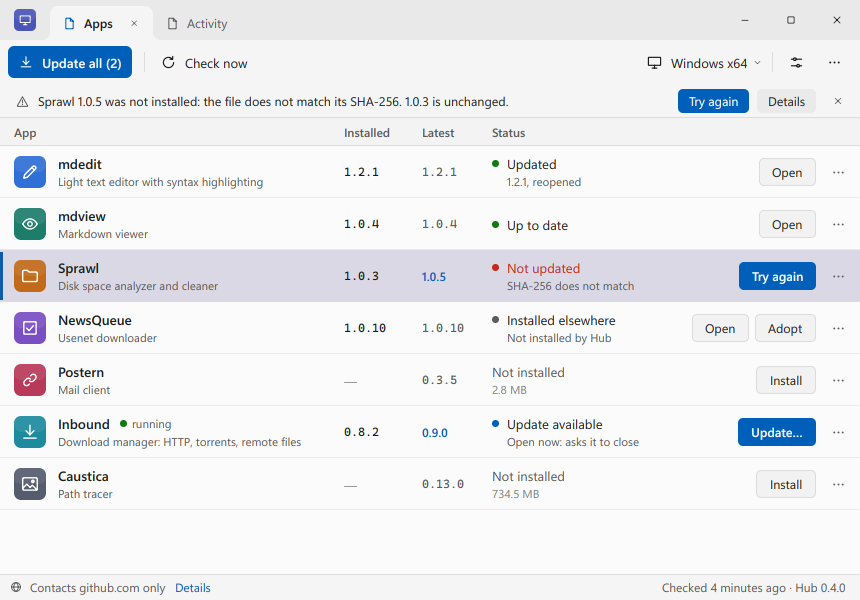 Apps
Activity
Update all (2)
Check now
Windows x64
Sprawl 1.0.5 was not installed: the file does not match its SHA-256. 1.0.3 is unchanged.
Try again
Details
App Installed Latest Status
mdedit
Light text editor with syntax highlighting
1.2.1
1.2.1
Updated
1.2.1, reopened
Open
mdview
Markdown viewer
1.0.4
1.0.4
Up to date
Open
Sprawl
Disk space analyzer and cleaner
1.0.3
1.0.5
Not updated
SHA-256 does not match
Try again
NewsQueue
Usenet downloader
1.0.10
1.0.10
Installed elsewhere
Not installed by Hub
Open
Adopt
Postern
Mail client
—
0.3.5
Not installed
2.8 MB
Install
Inbound running
Download manager: HTTP, torrents, remote files
0.8.2
0.9.0
Update available
Open now: asks it to close
Update...
Caustica
Path tracer
—
0.13.0
Not installed
734.5 MB
Install
Contacts github.com only Details
Checked 4 minutes ago · Hub 0.4.0